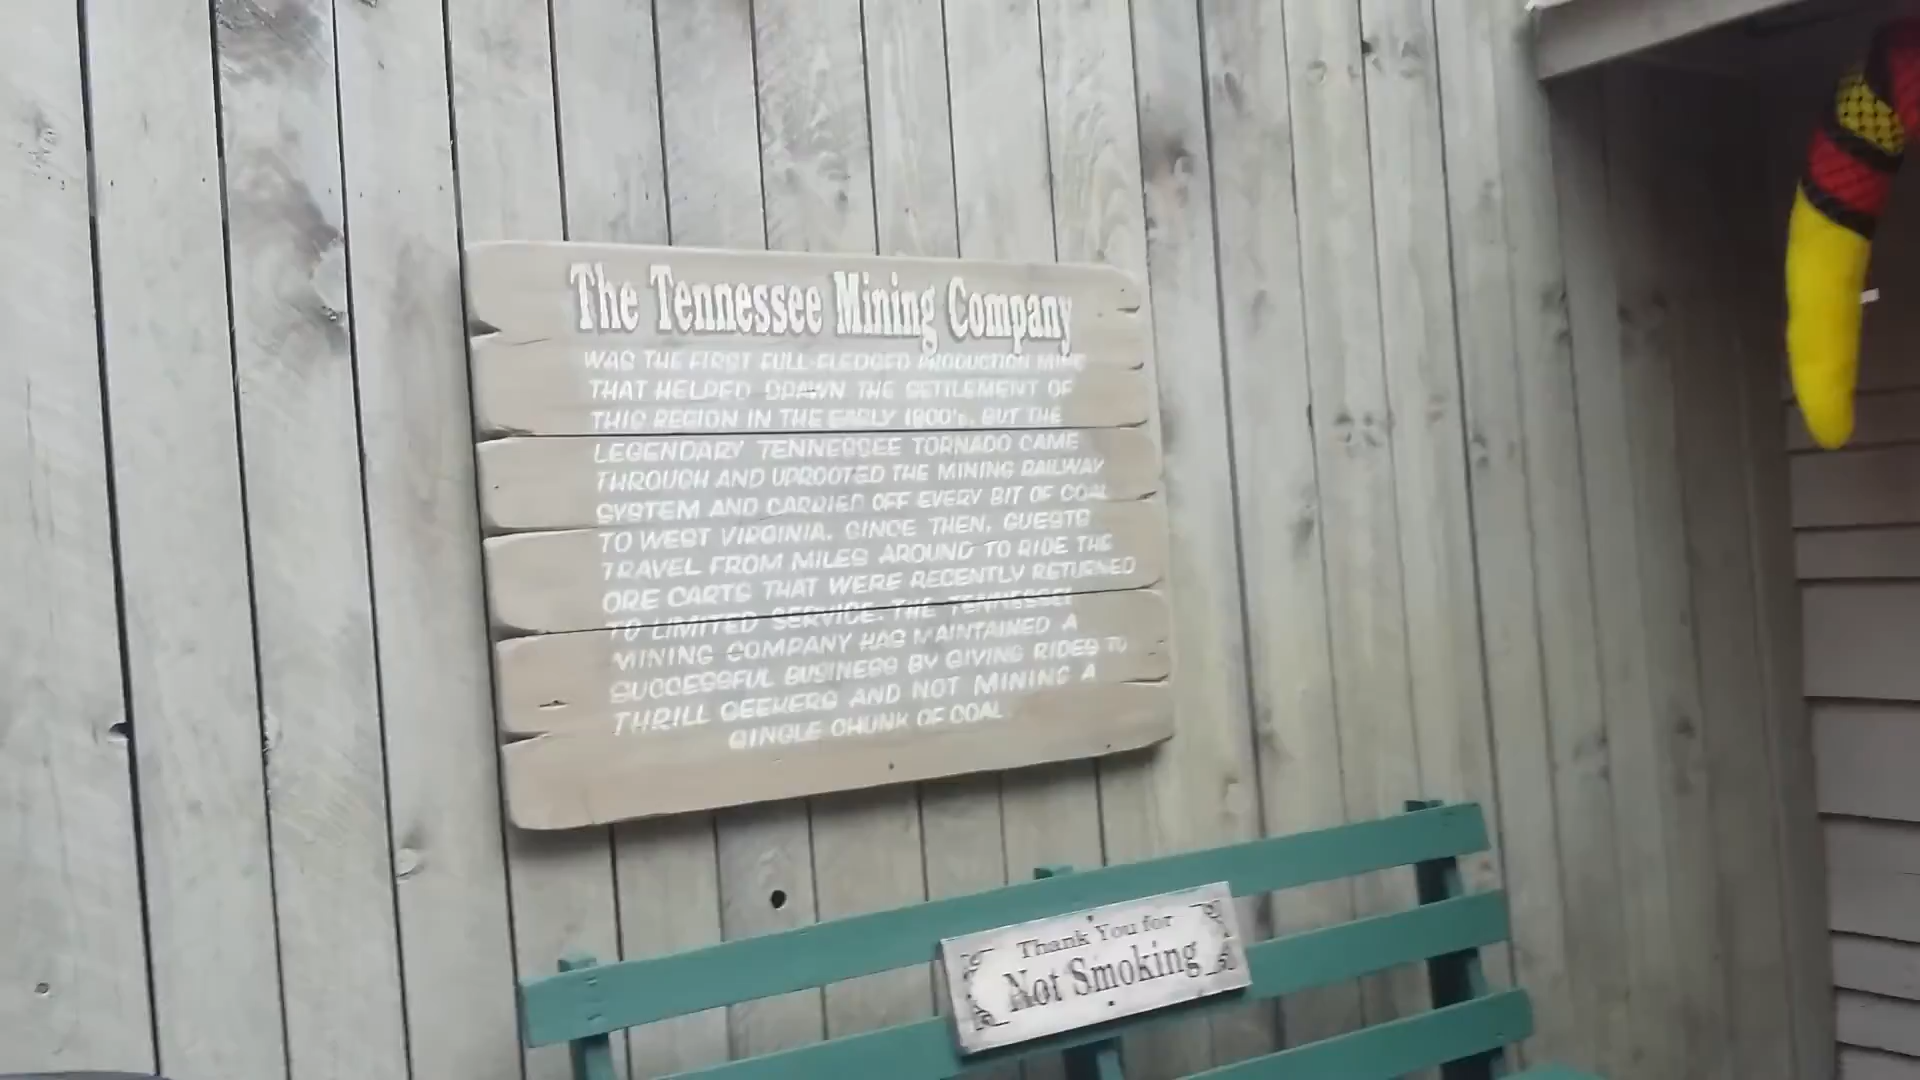 The Tennessee Mining Company
WAS THE FIRST FULL-FLEDGED PRODUCTION MINE
THAT HELPED DRAWN THE SETTLEMENT OF
THIS REGION IN THE EARLY 1800's. BUT THE
LEGENDARY TENNESSEE TORNADO CAME
THROUGH AND UPROOTED THE MINING RAILWAY
SYSTEM AND CARRIED OFF EVERY BIT OF COAL
TO WEST VIRGINIA. SINCE THEN, GUESTS
TRAVEL FROM MILES AROUND TO RIDE THE
ORE CARTS THAT WERE RECENTLY RETURNED
TO LIMITED SERVICE. THE TENNESSEE
MINING COMPANY HAS MAINTAINED A
SUCCESSFUL BUSINESS BY GIVING RIDES TO
THRILL SEEKERS AND NOT MINING A
SINGLE CHUNK OF COAL.
Thank You for
Not Smoking